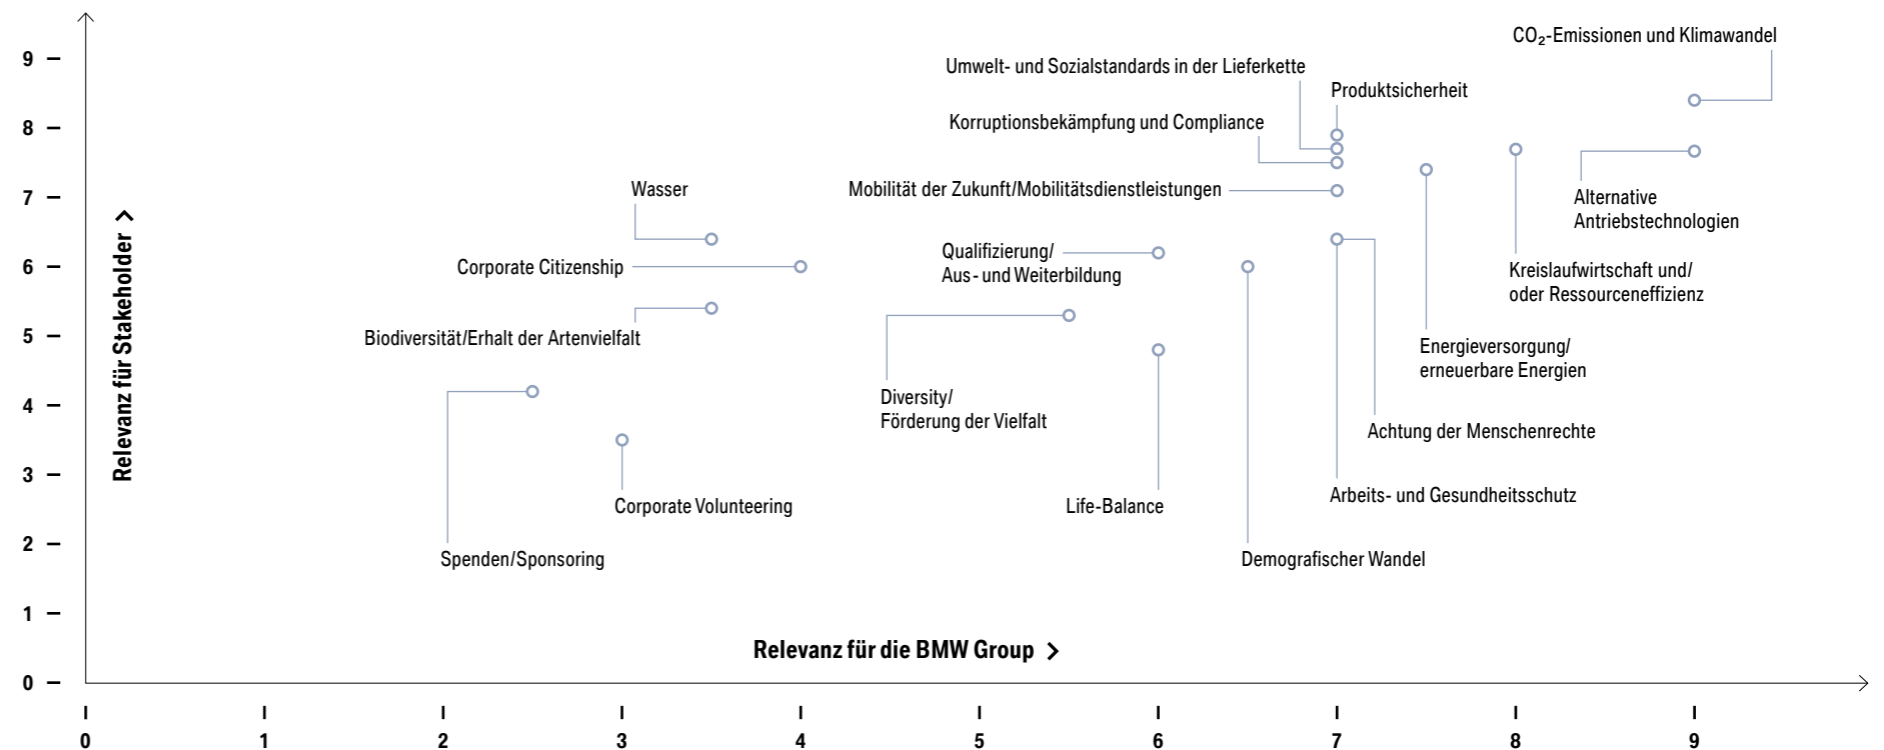 CO₂-Emissionen und Klimawandel
9
Umwelt- und Sozialstandards in der Lieferkette
Produktsicherheit
Korruptionsbekämpfung und Compliance
8
Wasser
Mobilität der Zukunft/Mobilitätsdienstleistungen
7
Alternative
Antriebstechnologien
Qualifizierung/
Aus- und Weiterbildung
Corporate Citizenship
6
Kreislaufwirtschaft und/
oder Ressourceneffizienz
Biodiversität/Erhalt der Artenvielfalt
5
Energieversorgung/
erneuerbare Energien
Relevanz für Stakeholder >
Diversity/
Förderung der Vielfalt
4
Achtung der Menschenrechte
3
Arbeits- und Gesundheitsschutz
Corporate Volunteering
Life-Balance
2
Spenden/Sponsoring
Demografischer Wandel
1
Relevanz für die BMW Group >
0
0 1 2 3 4 5 6 7 8 9